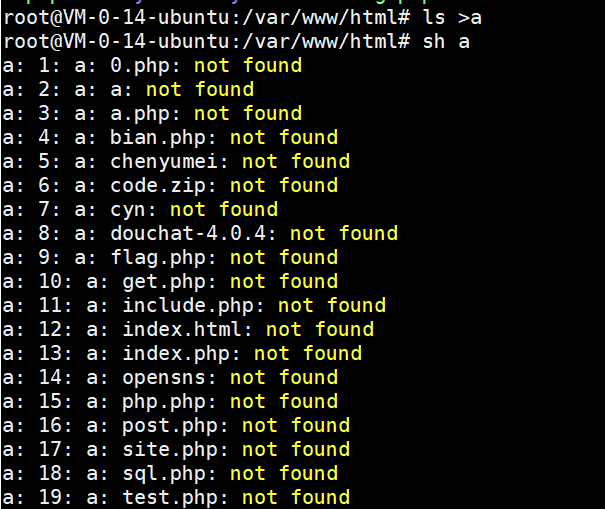 root@VM-0-14-ubuntu:/var/www/html# ls >a
root@VM-0-14-ubuntu:/var/www/html# sh a
a: 1: a: 0.php: not found
a: 2: a: a: not found
a: 3: a: a.php: not found
a: 4: a: bian.php: not found
a: 5: a: chenyumei: not found
a: 6: a: code.zip: not found
a: 7: a: cyn: not found
a: 8: a: douchat-4.0.4: not found
a: 9: a: flag.php: not found
a: 10: a: get.php: not found
a: 11: a: include.php: not found
a: 12: a: index.html: not found
a: 13: a: index.php: not found
a: 14: a: opensns: not found
a: 15: a: php.php: not found
a: 16: a: post.php: not found
a: 17: a: site.php: not found
a: 18: a: sql.php: not found
a: 19: a: test.php: not found